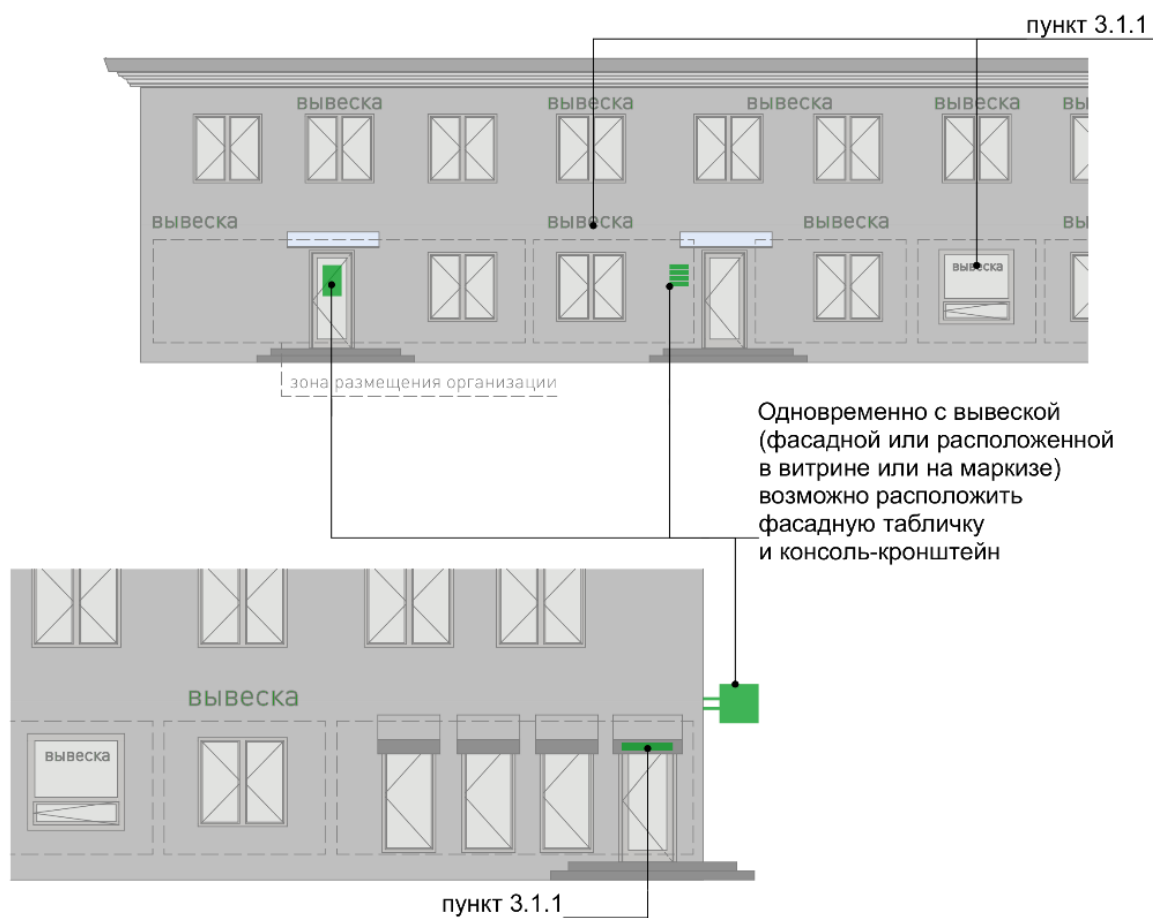 пункт 3.1.1
вывеска вывеска вывеска вывеска вы
вывеска вывеска вывеска вы
вывеска
зона размещения организации
Одновременно с вывеской
(фасадной или расположенной
в витрине или на маркизе)
возможно расположить
фасадную табличку
и консоль-кронштейн
вывеска
вывеска
пункт 3.1.1